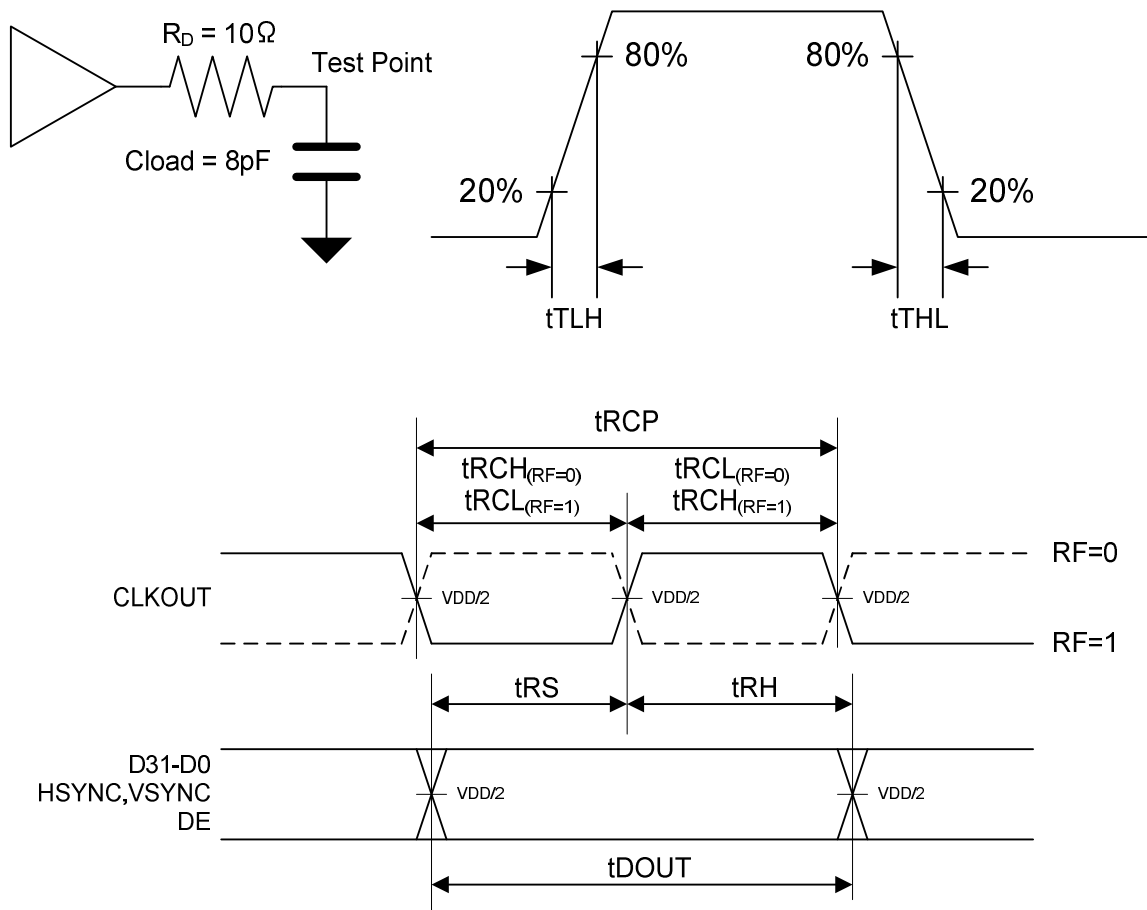 RD = 10Ω
Test Point
Cload = 8pF
80%
80%
20%
20%
tTLH
tTHL
tRCP
tRCH(RF=0)
tRCL(RF=0)
tRCL(RF=1)
tRCH(RF=1)
RF=0
CLKOUT
VDD/2
VDD/2
VDD/2
RF=1
tRS
tRH
D31-D0
HSYNC,VSYNC
DE
VDD/2
VDD/2
tDOUT